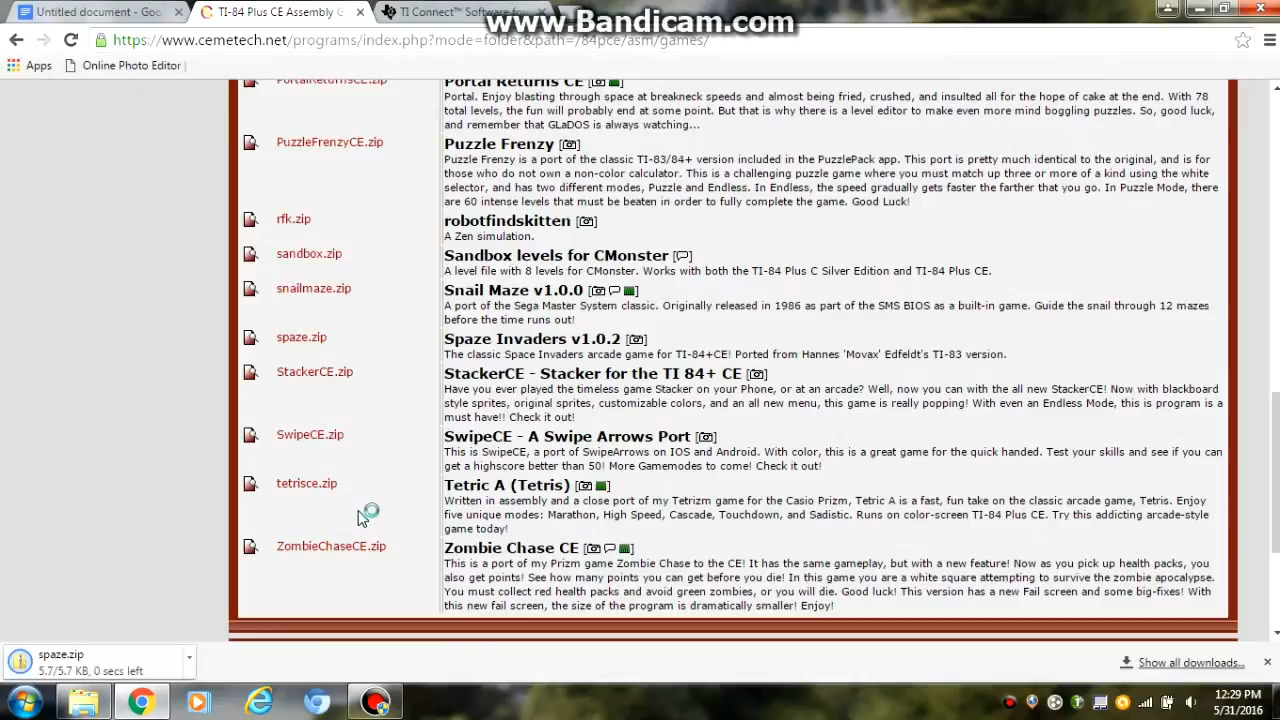 www.Bandicam.com
Untitled document - Goo
TI-84 Plus CE Assembly G
TI Connect™ Software for
https://www.cemetech.net/programs/index.php?mode=folder&path=/84pce/asm/games/
Apps
Online Photo Editor
PortalReturnsCE.zip
Portal Returns CE
Portal. Enjoy blasting through space at breakneck speeds and almost being fried, crushed, and insulted all for the hope of cake at the end. With 78
total levels, the fun will probably end at some point. But that is why there is a level editor to make even more mind boggling puzzles. So, good luck,
and remember that GLaDOS is always watching...
PuzzleFrenzyCE.zip
Puzzle Frenzy
Puzzle Frenzy is a port of the classic TI-83/84+ version included in the PuzzlePack app. This port is pretty much identical to the original, and is for
those who do not own a non-color calculator. This is a challenging puzzle game where you must match up three or more of a kind using the white
selector, and has two different modes, Puzzle and Endless. In Endless, the speed gradually gets faster the farther that you go. In Puzzle Mode, there
are 60 intense levels that must be beaten in order to fully complete the game. Good Luck!
rfk.zip
robotfindskitten
A Zen simulation.
sandbox.zip
Sandbox levels for CMonster
A level file with 8 levels for CMonster. Works with both the TI-84 Plus C Silver Edition and TI-84 Plus CE.
snailmaze.zip
Snail Maze v1.0.0
A port of the Sega Master System classic. Originally released in 1986 as part of the SMS BIOS as a built-in game. Guide the snail through 12 mazes
before the time runs out!
spaze.zip
Spaze Invaders v1.0.2
The classic Space Invaders arcade game for TI-84+CE! Ported from Hannes 'Movax' Edfeldt's TI-83 version.
StackerCE.zip
StackerCE - Stacker for the TI 84+ CE
Have you ever played the timeless game Stacker on your Phone, or at an arcade? Well, now you can with the all new StackerCE! Now with blackboard
style sprites, original sprites, customizable colors, and an all new menu, this game is really popping! With even an Endless Mode, this is program is a
must have!! Check it out!
SwipeCE.zip
SwipeCE - A Swipe Arrows Port
This is SwipeCE, a port of SwipeArrows on IOS and Android. With color, this is a great game for the quick handed. Test your skills and see if you can
get a highscore better than 50! More Gamemodes to come! Check it out!
tetrisce.zip
Tetric A (Tetris)
Written in assembly and a close port of my Tetrizm game for the Casio Prizm, Tetric A is a fast, fun take on the classic arcade game, Tetris. Enjoy
five unique modes: Marathon, High Speed, Cascade, Touchdown, and Sadistic. Runs on color-screen TI-84 Plus CE. Try this addicting arcade-style
game today!
ZombieChaseCE.zip
Zombie Chase CE
This is a port of my Prizm game Zombie Chase to the CE! It has the same gameplay, but with a new feature! Now as you pick up health packs, you
also get points! See how many points you can get before you die! In this game you are a white square attempting to survive the zombie apocalypse.
You must collect red health packs and avoid green zombies, or you will die. Good luck! This version has a new Fail screen and some big-fixes! With
this new fail screen, the size of the program is dramatically smaller! Enjoy!
spaze.zip
5.7/5.7 KB, 0 secs left
Show all downloads...
12:29 PM
5/31/2016